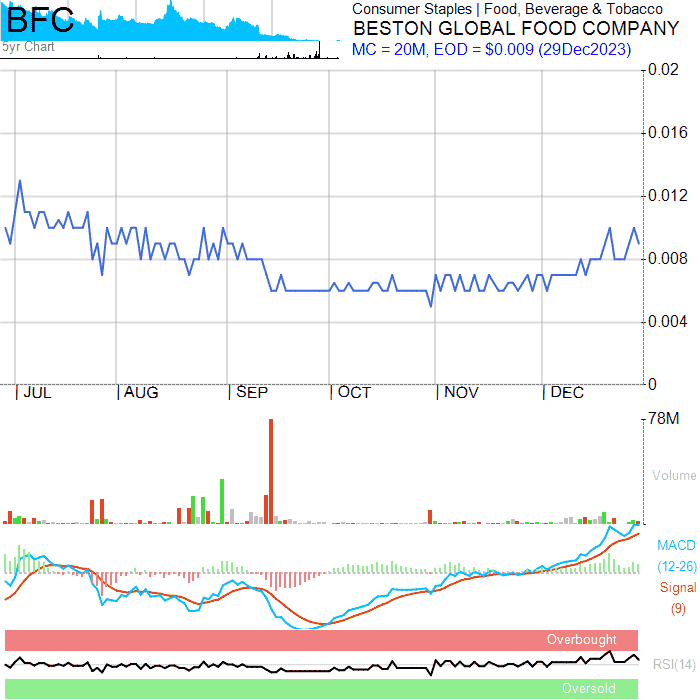 BFC
5yr Chart
Consumer Staples | Food, Beverage & Tobacco
BESTON GLOBAL FOOD COMPANY
MC = 20M, EOD = $0.009 (29Dec2023)
0.02
0.016
0.012
0.008
0.004
0
JUL AUG SEP OCT NOV DEC
78M
Volume
MACD
(12-26)
Signal
(9)
Overbought
RSI(14)
Oversold